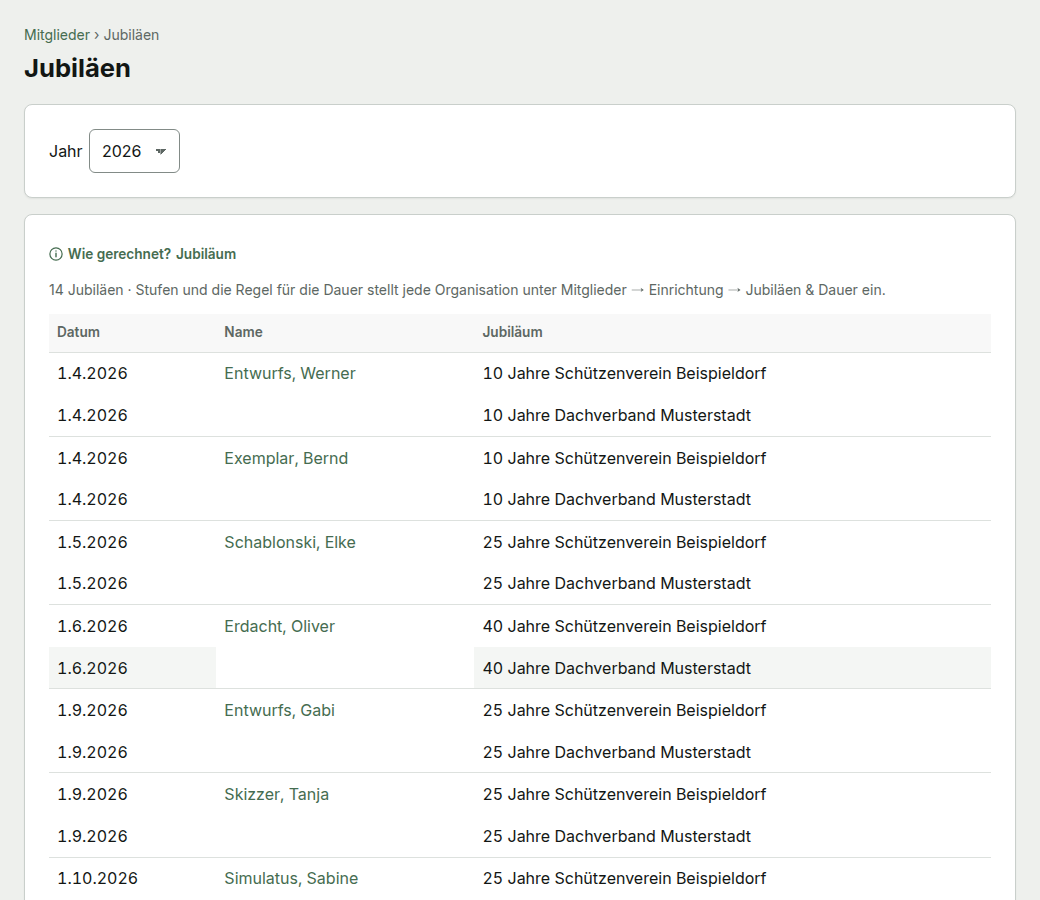 Mitglieder › Jubiläen
Jubiläen
Jahr 2026
Wie gerechnet? Jubiläum
14 Jubiläen · Stufen und die Regel für die Dauer stellt jede Organisation unter Mitglieder → Einrichtung → Jubiläen & Dauer ein.
Datum Name Jubiläum
1.4.2026 Entwurfs, Werner 10 Jahre Schützenverein Beispieldorf
1.4.2026 10 Jahre Dachverband Musterstadt
1.4.2026 Exemplar, Bernd 10 Jahre Schützenverein Beispieldorf
1.4.2026 10 Jahre Dachverband Musterstadt
1.5.2026 Schablonski, Elke 25 Jahre Schützenverein Beispieldorf
1.5.2026 25 Jahre Dachverband Musterstadt
1.6.2026 Erdacht, Oliver 40 Jahre Schützenverein Beispieldorf
1.6.2026 40 Jahre Dachverband Musterstadt
1.9.2026 Entwurfs, Gabi 25 Jahre Schützenverein Beispieldorf
1.9.2026 25 Jahre Dachverband Musterstadt
1.9.2026 Skizzer, Tanja 25 Jahre Schützenverein Beispieldorf
1.9.2026 25 Jahre Dachverband Musterstadt
1.10.2026 Simulatus, Sabine 25 Jahre Schützenverein Beispieldorf